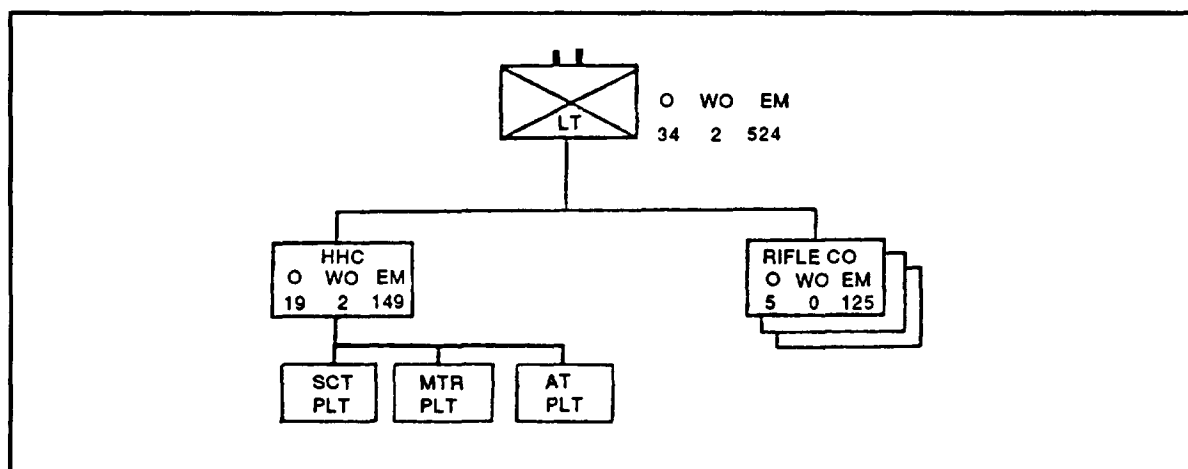 LT
O WO EM
34 2 524
HHC
O WO EM
19 2 149
RIFLE CO
O WO EM
5 0 125
SCT
PLT
MTR
PLT
AT
PLT